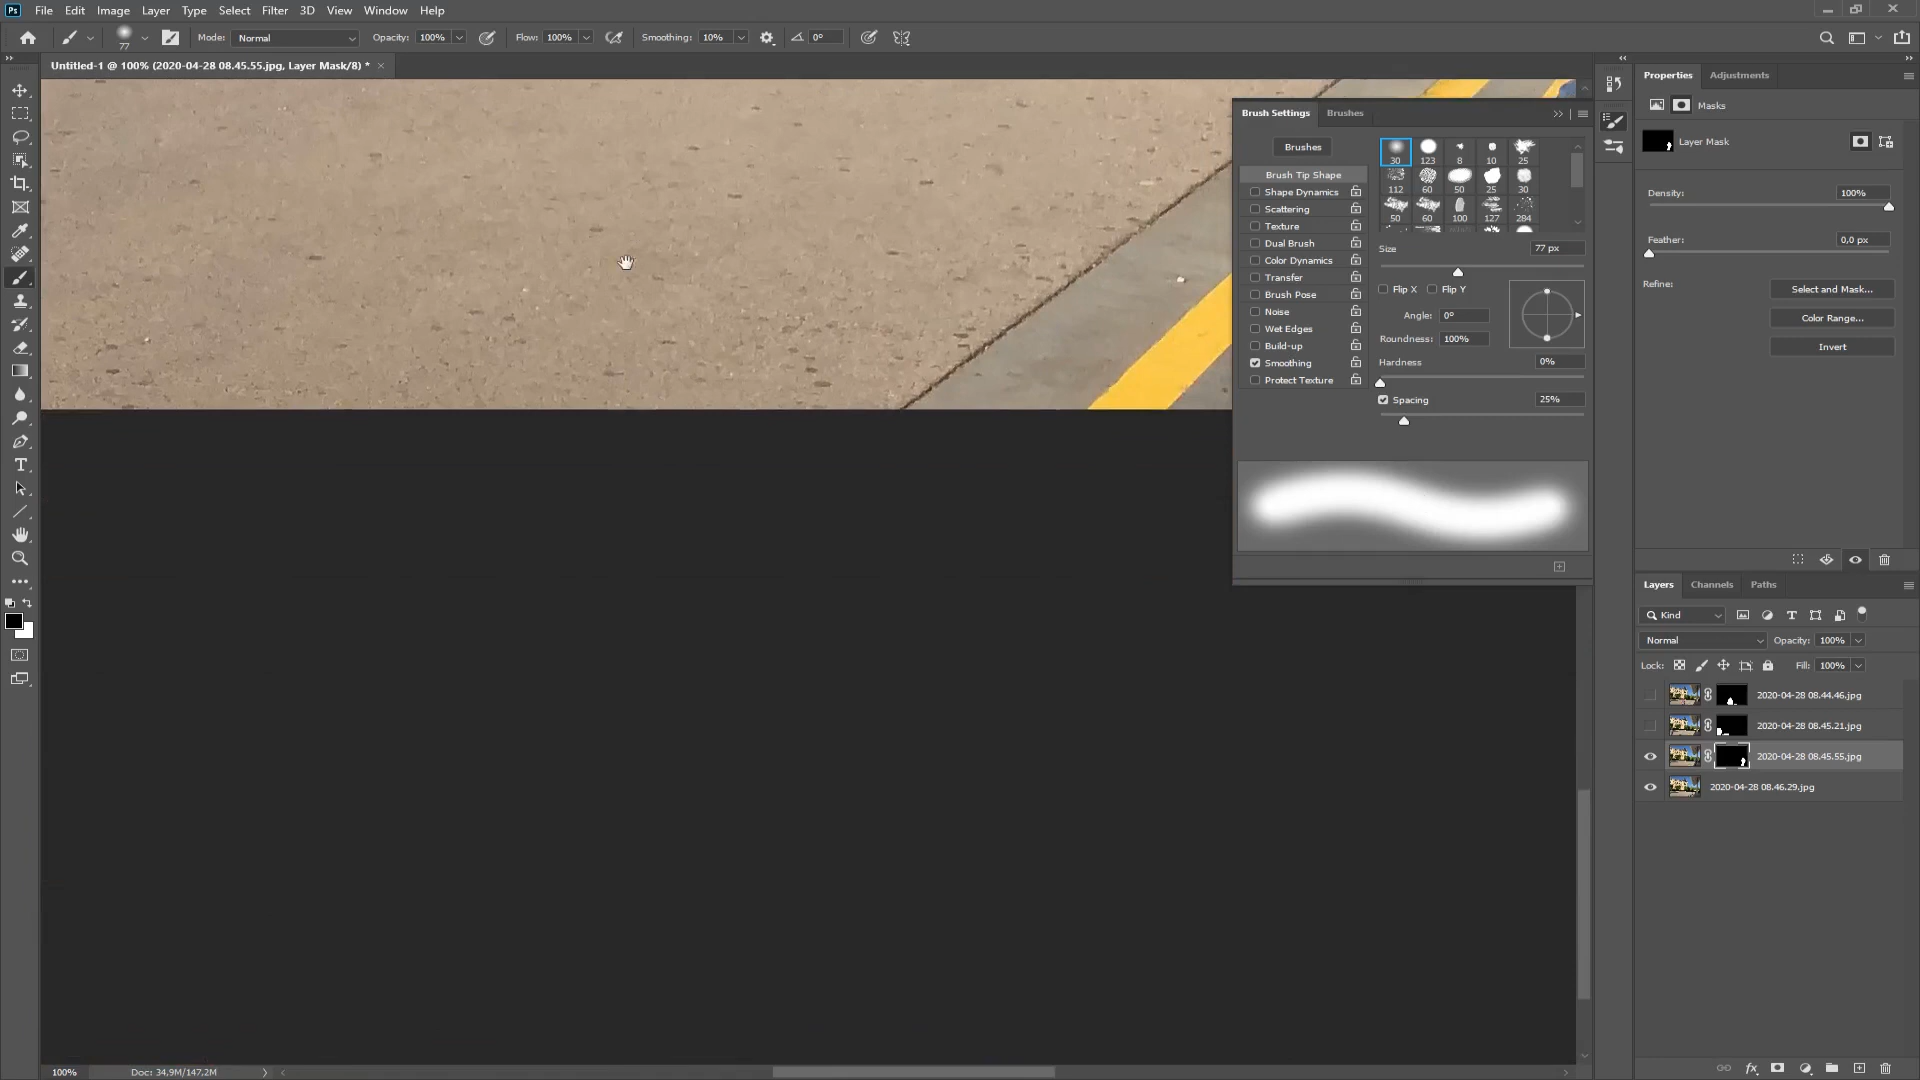 Ps File Edit Image Layer Type Select Filter 3D View Window Help
77 Mode: Normal Opacity: 100% Flow: 100% Smoothing: 10% 0°
Untitled-1 @ 100% (2020-04-28 08.45.55.jpg, Layer Mask/8) *
Brush Settings Brushes
Brushes
Brush Tip Shape
Shape Dynamics
Scattering
Texture
Dual Brush
Color Dynamics
Transfer
Brush Pose
Noise
Wet Edges
Build-up
Smoothing
Protect Texture
30 123 8 10 25
112 60 50 25 30
50 60 100 127 284
Size 77 px
Flip X Flip Y
Angle: 0°
Roundness: 100%
Hardness 0%
Spacing 25%
Properties Adjustments
Masks
Layer Mask
Density: 100%
Feather: 0,0 px
Refine: Select and Mask...
Color Range...
Invert
Layers Channels Paths
Kind
Normal Opacity: 100%
Lock: Fill: 100%
2020-04-28 08.44.46.jpg
2020-04-28 08.45.21.jpg
2020-04-28 08.45.55.jpg
2020-04-28 08.46.29.jpg
100% Doc: 34,9M/147,2M